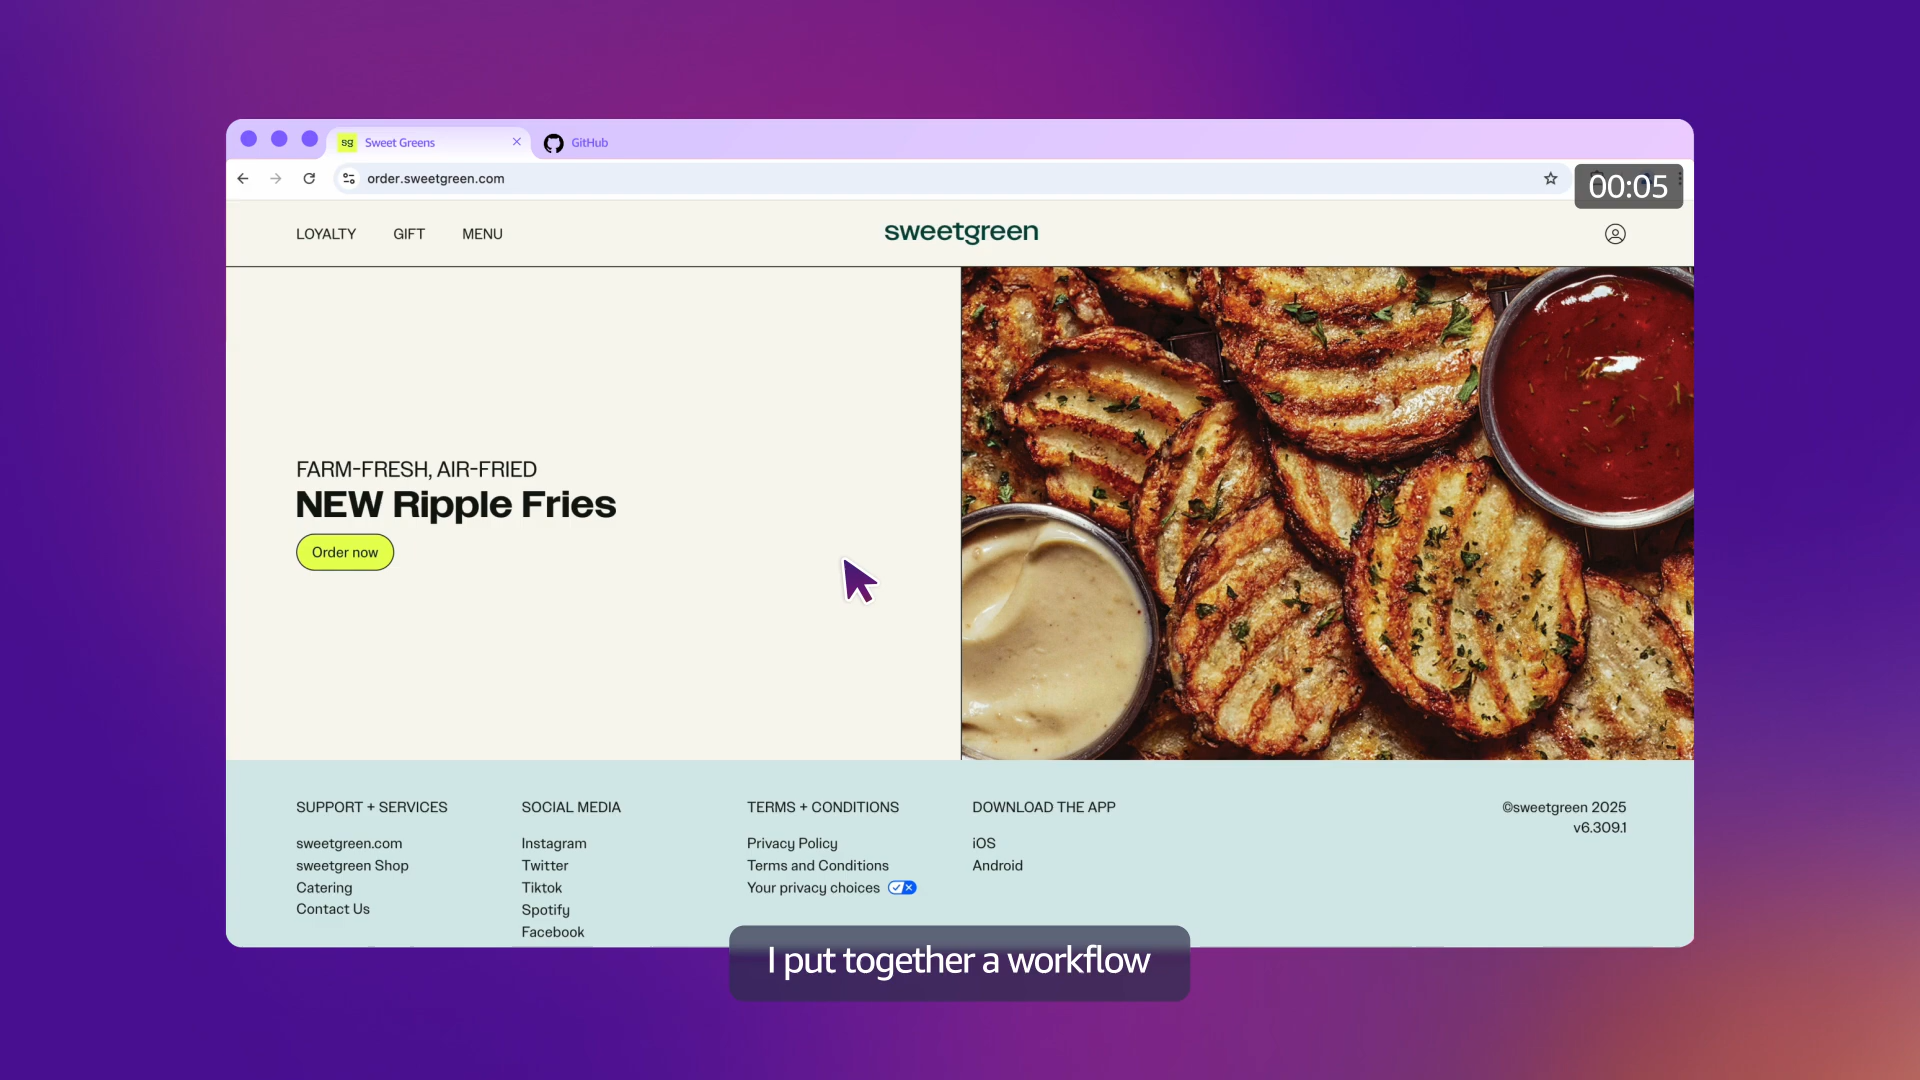 sg Sweet Greens
GitHub
order.sweetgreen.com
00:05
LOYALTY GIFT MENU
sweetgreen
FARM-FRESH, AIR-FRIED
NEW Ripple Fries
Order now
SUPPORT + SERVICES
sweetgreen.com
sweetgreen Shop
Catering
Contact Us
SOCIAL MEDIA
Instagram
Twitter
Tiktok
Spotify
Facebook
TERMS + CONDITIONS
Privacy Policy
Terms and Conditions
Your privacy choices
DOWNLOAD THE APP
iOS
Android
©sweetgreen 2025
v6.309.1
I put together a workflow